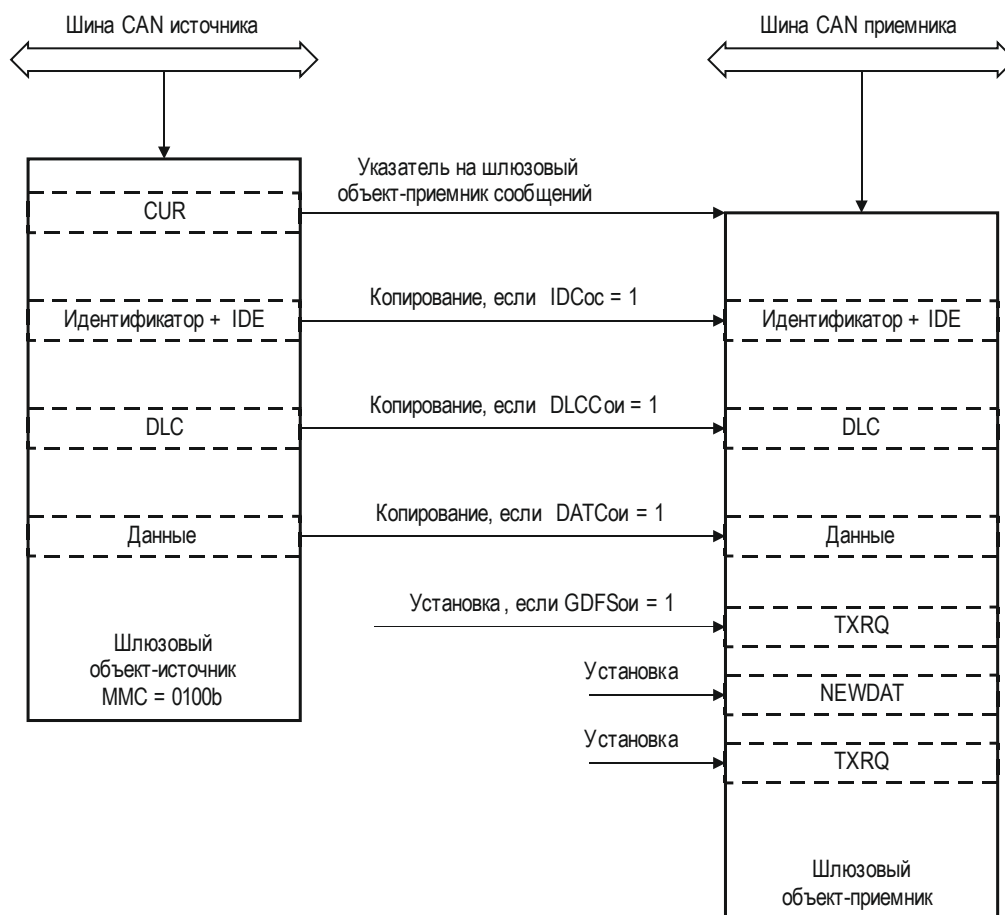 Шина CAN источника
Шина CAN приемника
Указатель на шлюзовый
объект-приемник сообщений
CUR
Копирование, если IDCос = 1
Идентификатор + IDE
Идентификатор + IDE
Копирование, если DLCCои = 1
DLC
DLC
Копирование, если DATCои = 1
Данные
Данные
Установка, если GDFSои = 1
TXRQ
Шлюзовый
объект-источник
MMC = 0100b
Установка
NEWDAT
Установка
TXRQ
Шлюзовый
объект-приемник